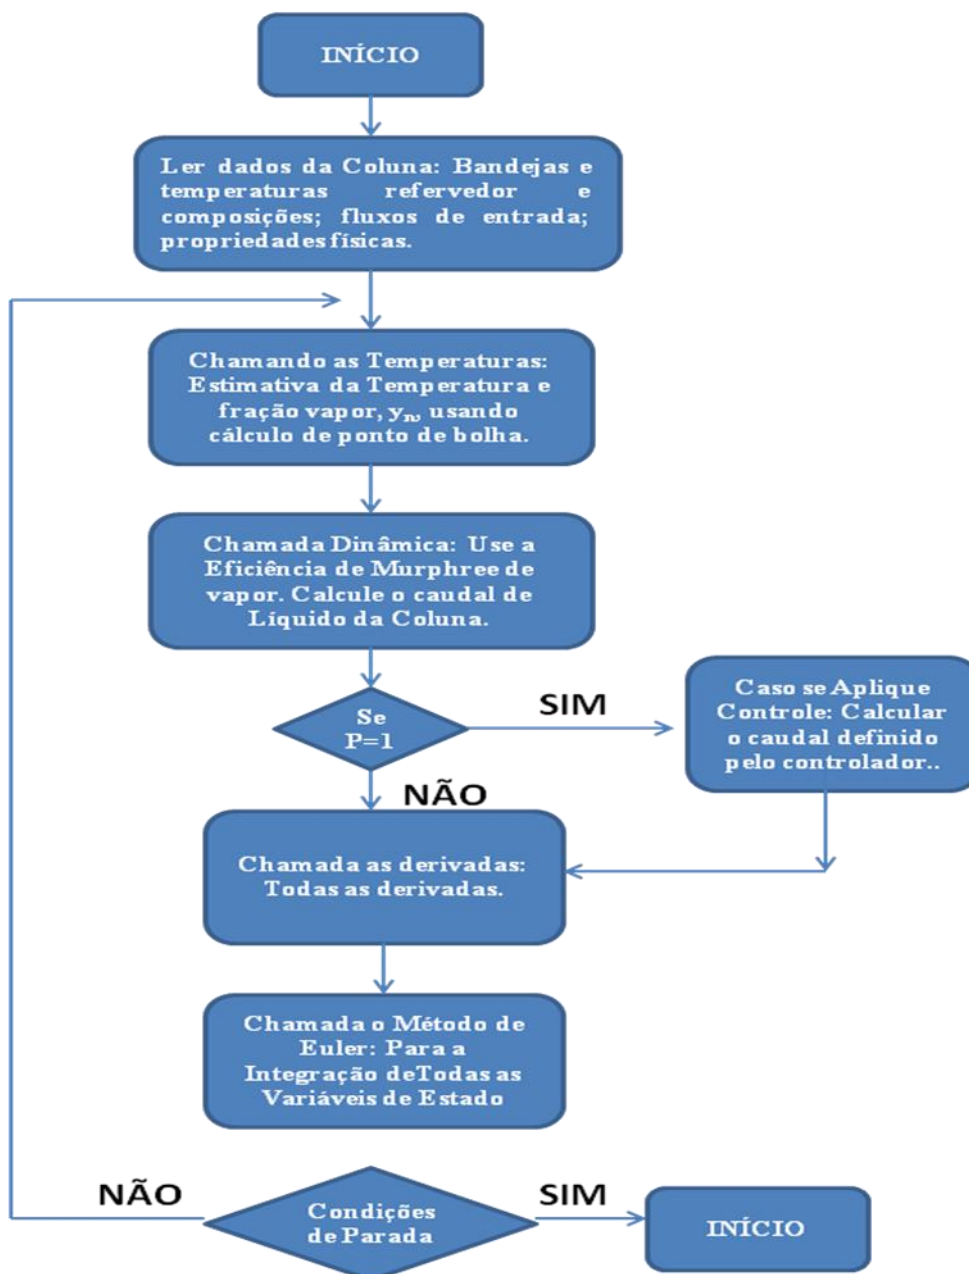 INÍCIO
Ler dados da Coluna: Bandejas e
temperaturas refervedor e
composições; fluxos de entrada;
propriedades físicas.
Chamando as Temperaturas:
Estimativa da Temperatura e
fração vapor, yₙ, usando
cálculo de ponto de bolha.
Chamada Dinâmica: Use a
Eficiência de Murphree de
vapor. Calcule o caudal de
Líquido da Coluna.
Se
P=1
SIM
Caso se Aplique
Controle: Calcular
o caudal definido
pelo controlador..
NÃO
Chamada as derivadas:
Todas as derivadas.
Chamada o Método de
Euler: Para a
Integração deTodas as
Variáveis de Estado
NÃO
Condições
de Parada
SIM
INÍCIO